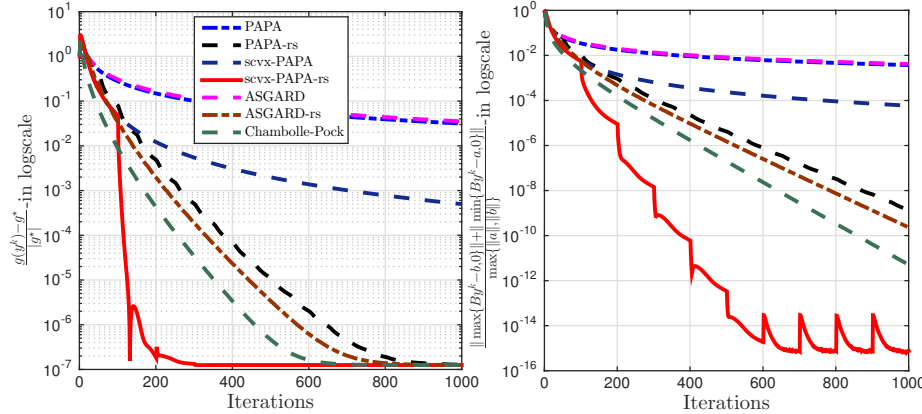 g(y^k)−g^⋆ / |g^⋆| -in logscale
10^1
10^0
10^-1
10^-2
10^-3
10^-4
10^-5
10^-6
10^-7
0
200
400
600
800
1000
Iterations
PAPA
PAPA-rs
scvx-PAPA
scvx-PAPA-rs
ASGARD
ASGARD-rs
Chambolle-Pock
‖max{By^k−b,0}‖+‖min{By^k−a,0}‖ / max{‖a‖,‖b‖} -in logscale
10^0
10^-2
10^-4
10^-6
10^-8
10^-10
10^-12
10^-14
10^-16
0
200
400
600
800
1000
Iterations